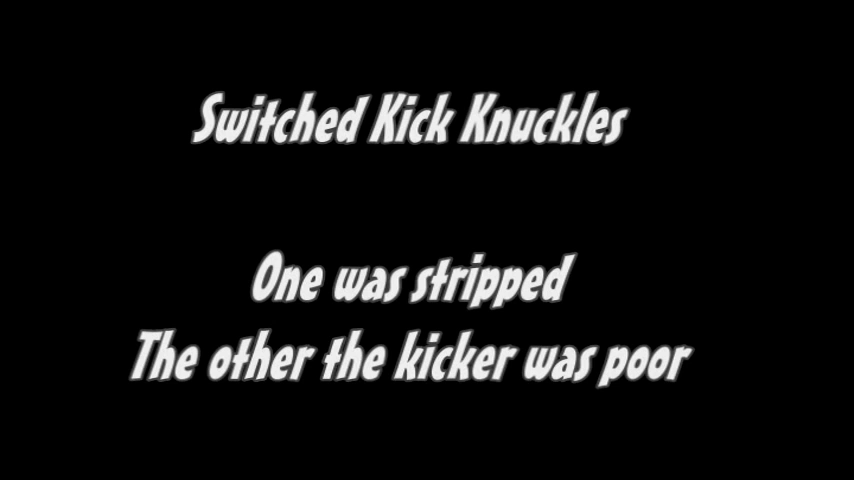 Switched Kick Knuckles
One was stripped
The other the kicker was poor